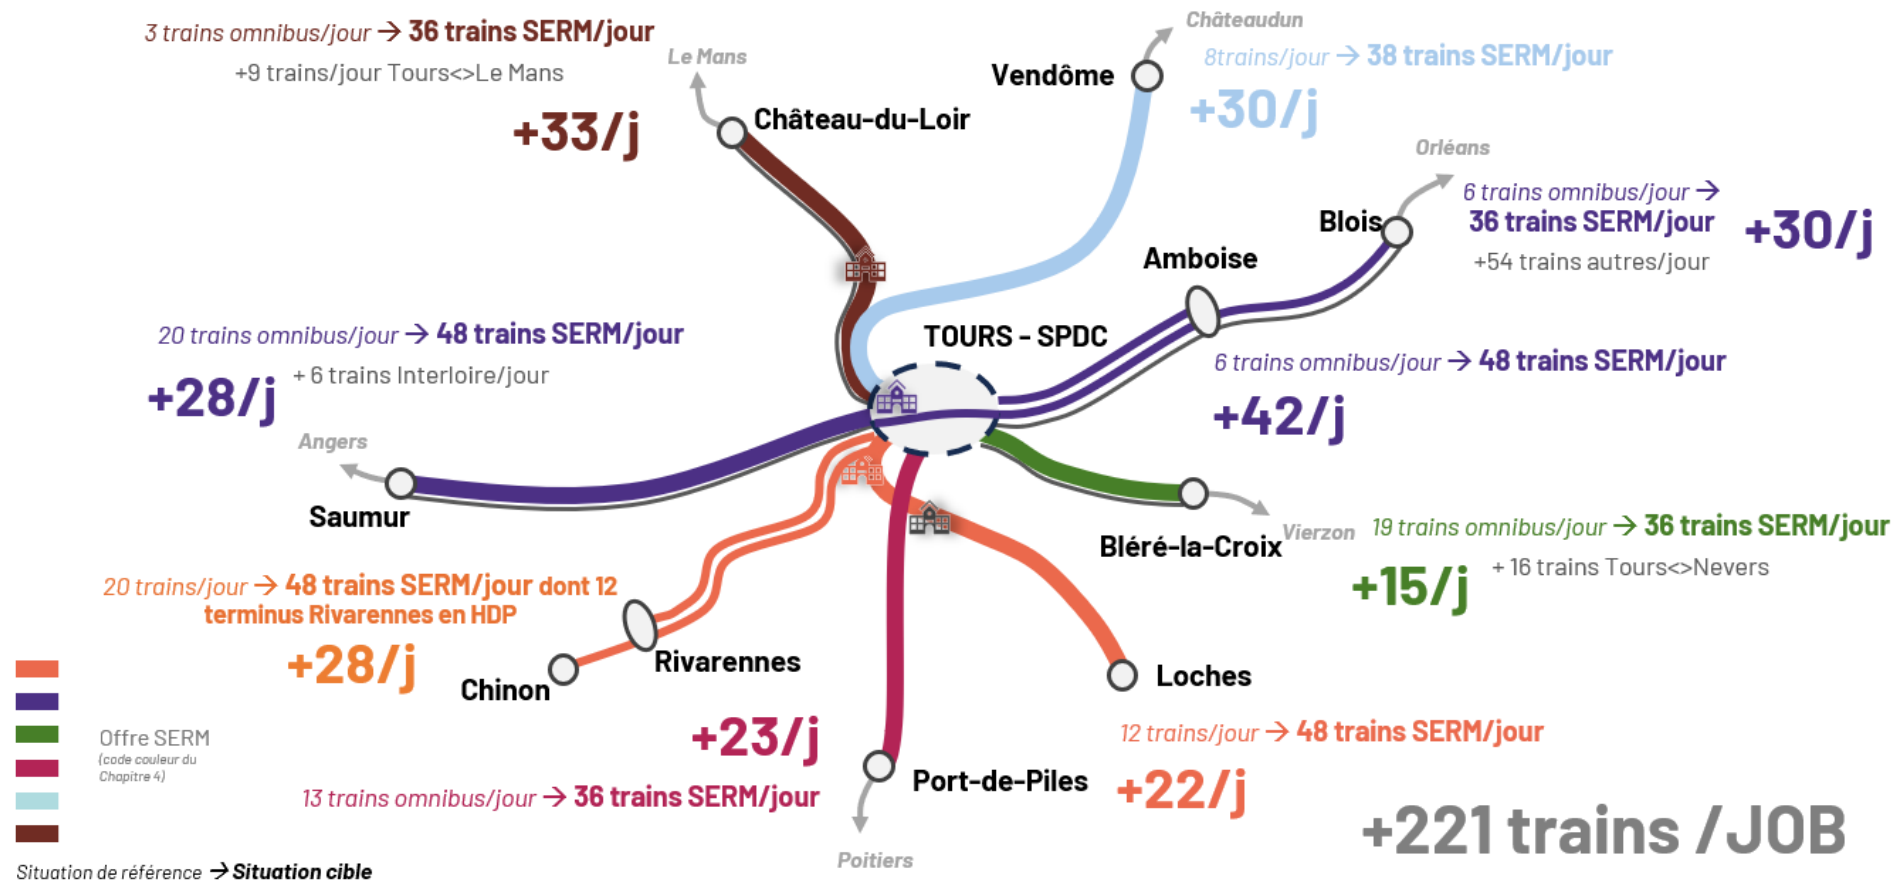 3 trains omnibus/jour → 36 trains SERM/jour
+9 trains/jour Tours<>Le Mans
+33/j
Le Mans
Château-du-Loir
Châteaudun
Vendôme
8trains/jour → 38 trains SERM/jour
+30/j
Orléans
6 trains omnibus/jour →
36 trains SERM/jour
+30/j
+54 trains autres/jour
Blois
Amboise
TOURS - SPDC
20 trains omnibus/jour → 48 trains SERM/jour
+ 6 trains Interloire/jour
+28/j
6 trains omnibus/jour → 48 trains SERM/jour
+42/j
Angers
Saumur
Bléré-la-Croix
Vierzon
19 trains omnibus/jour → 36 trains SERM/jour
+ 16 trains Tours<>Nevers
+15/j
20 trains/jour → 48 trains SERM/jour dont 12
terminus Rivarennes en HDP
+28/j
Rivarennes
Chinon
Loches
12 trains/jour → 48 trains SERM/jour
+22/j
+23/j
13 trains omnibus/jour → 36 trains SERM/jour
Port-de-Piles
Poitiers
+221 trains /JOB
Offre SERM
(code couleur du
Chapitre 4)
Situation de référence → Situation cible